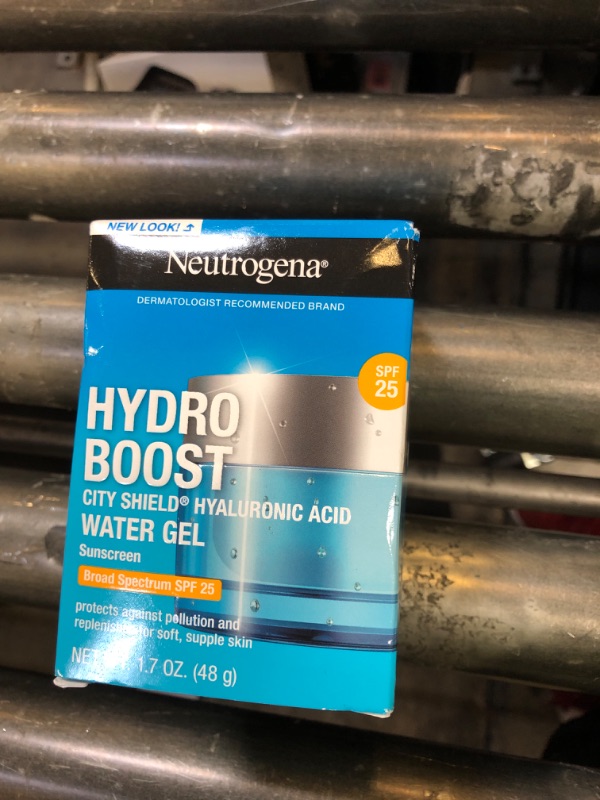 NEW LOOK!
Neutrogena®
DERMATOLOGIST RECOMMENDED BRAND
SPF
25
HYDRO
BOOST
CITY SHIELD® HYALURONIC ACID
WATER GEL
Sunscreen
Broad Spectrum SPF 25
protects against pollution and
for soft, supple skin
1.7 OZ. (48 g)